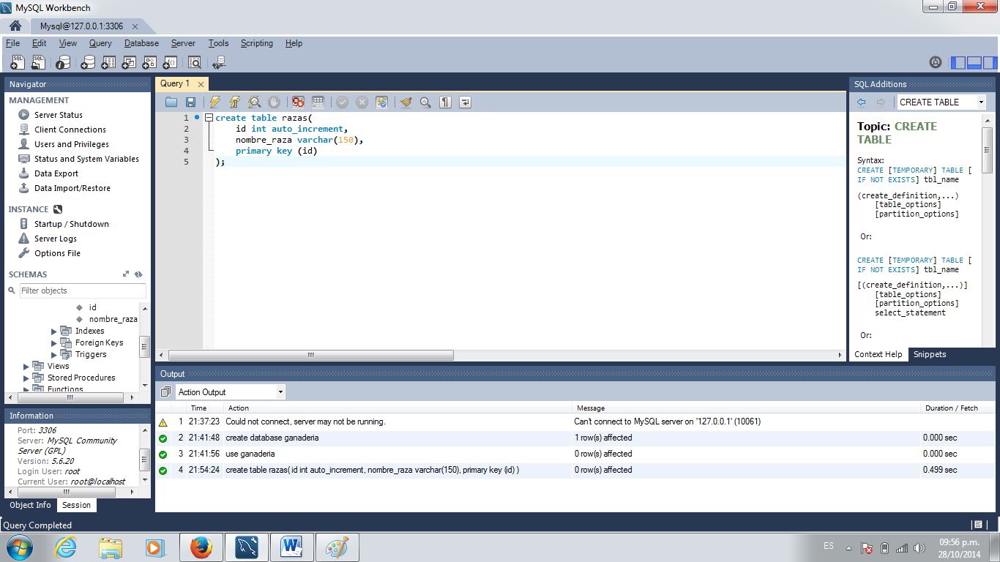 MySQL Workbench
Mysql@127.0.0.1:3306
File Edit View Query Database Server Tools Scripting Help
Navigator
MANAGEMENT
Server Status
Client Connections
Users and Privileges
Status and System Variables
Data Export
Data Import/Restore
INSTANCE
Startup / Shutdown
Server Logs
Options File
SCHEMAS
Filter objects
id
nombre_raza
Indexes
Foreign Keys
Triggers
Views
Stored Procedures
Functions
Information
Port: 3306
Server: MySQL Community
Server (GPL)
Version: 5.6.20
Login User: root
Current User: root@localhost
Object Info Session
Query 1
1 create table razas(
2 id int auto_increment,
3 nombre_raza varchar(150),
4 primary key (id)
5 );
SQL Additions
CREATE TABLE
Topic: CREATE
TABLE
Syntax:
CREATE [TEMPORARY] TABLE [
IF NOT EXISTS] tbl_name
(create_definition,...)
[table_options]
[partition_options]
Or:
CREATE [TEMPORARY] TABLE [
IF NOT EXISTS] tbl_name
[(create_definition,...)]
[table_options]
[partition_options]
select_statement
Or:
Context Help Snippets
Output
Action Output
Time Action Message Duration / Fetch
1 21:37:23 Could not connect, server may not be running. Can't connect to MySQL server on '127.0.0.1' (10061)
2 21:41:48 create database ganaderia 1 row(s) affected 0.000 sec
3 21:41:56 use ganaderia 0 row(s) affected 0.000 sec
4 21:54:24 create table razas( id int auto_increment, nombre_raza varchar(150), primary key (id) ) 0 row(s) affected 0.499 sec
Query Completed
ES
09:56 p.m.
28/10/2014